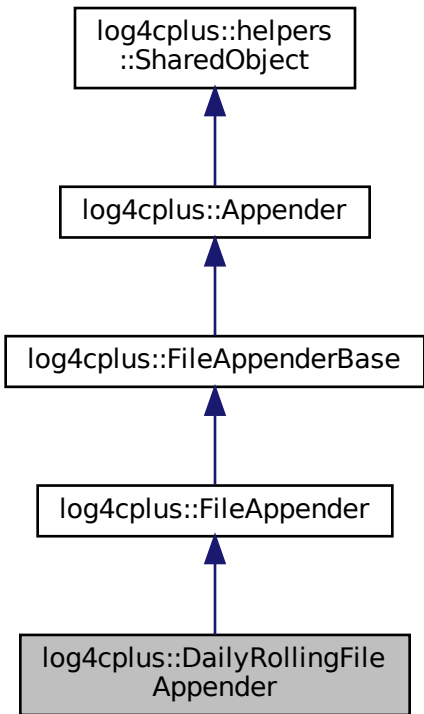 log4cplus::helpers
::SharedObject
log4cplus::Appender
log4cplus::FileAppenderBase
log4cplus::FileAppender
log4cplus::DailyRollingFile
Appender